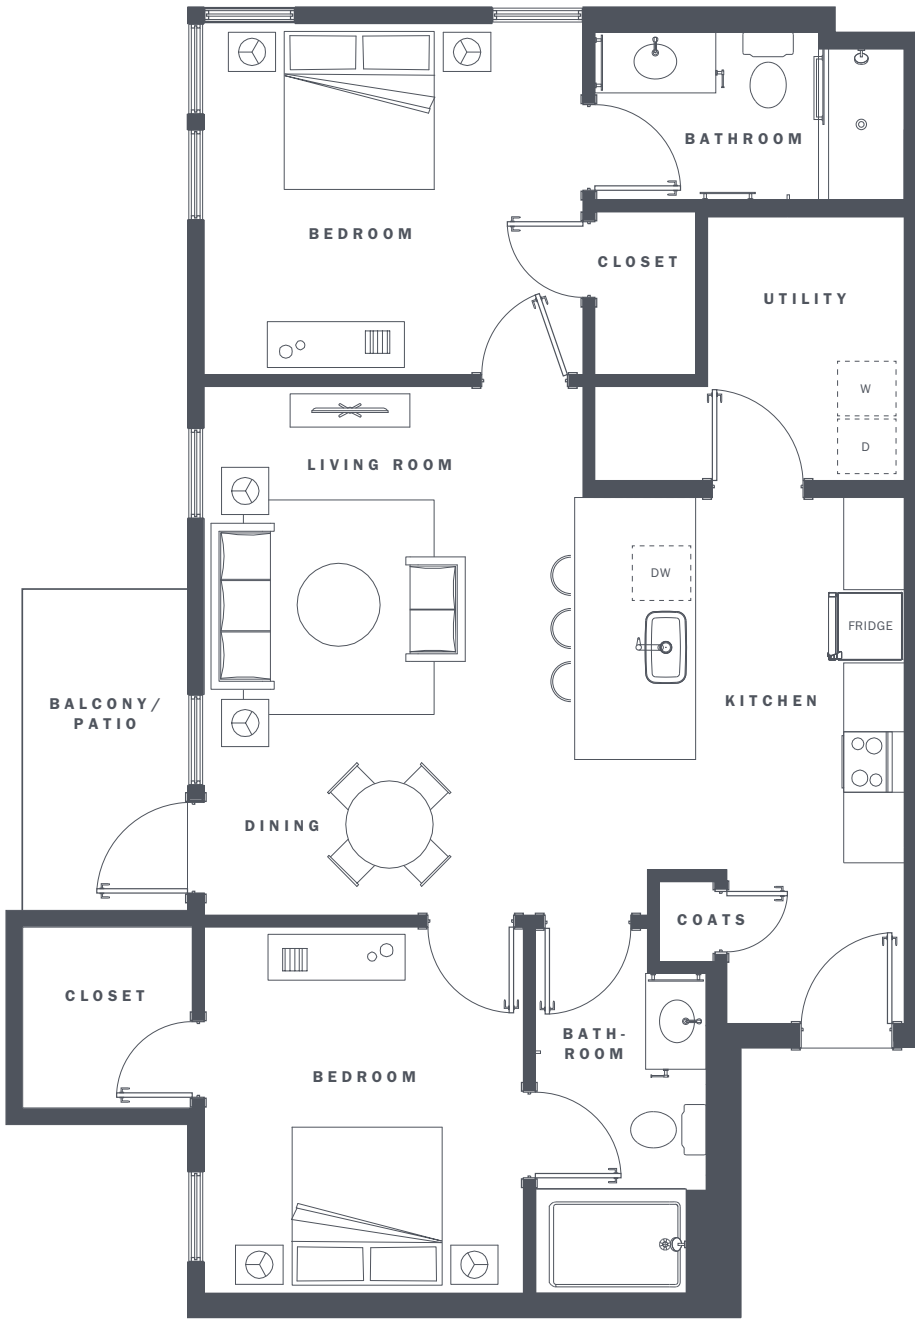 BATHROOM
BEDROOM
CLOSET
UTILITY
W
D
LIVING ROOM
DW
FRIDGE
KITCHEN
BALCONY/
PATIO
DINING
COATS
CLOSET
BATH-
ROOM
BEDROOM